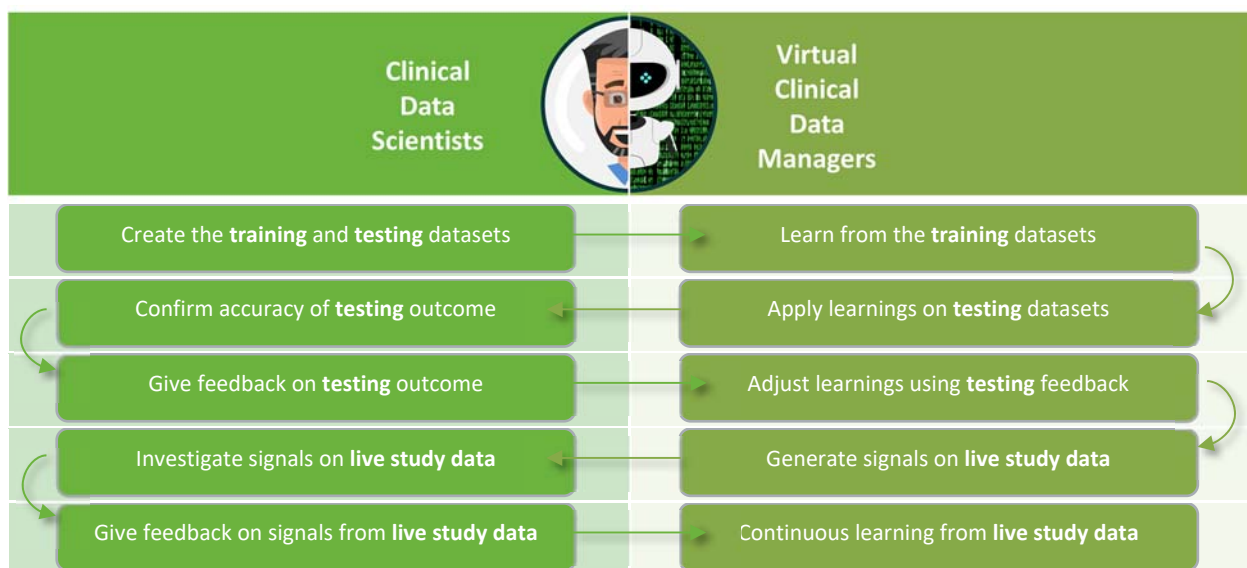 Clinical
Data
Scientists
Virtual
Clinical
Data
Managers
Create the training and testing datasets
Learn from the training datasets
Confirm accuracy of testing outcome
Apply learnings on testing datasets
Give feedback on testing outcome
Adjust learnings using testing feedback
Investigate signals on live study data
Generate signals on live study data
Give feedback on signals from live study data
Continuous learning from live study data